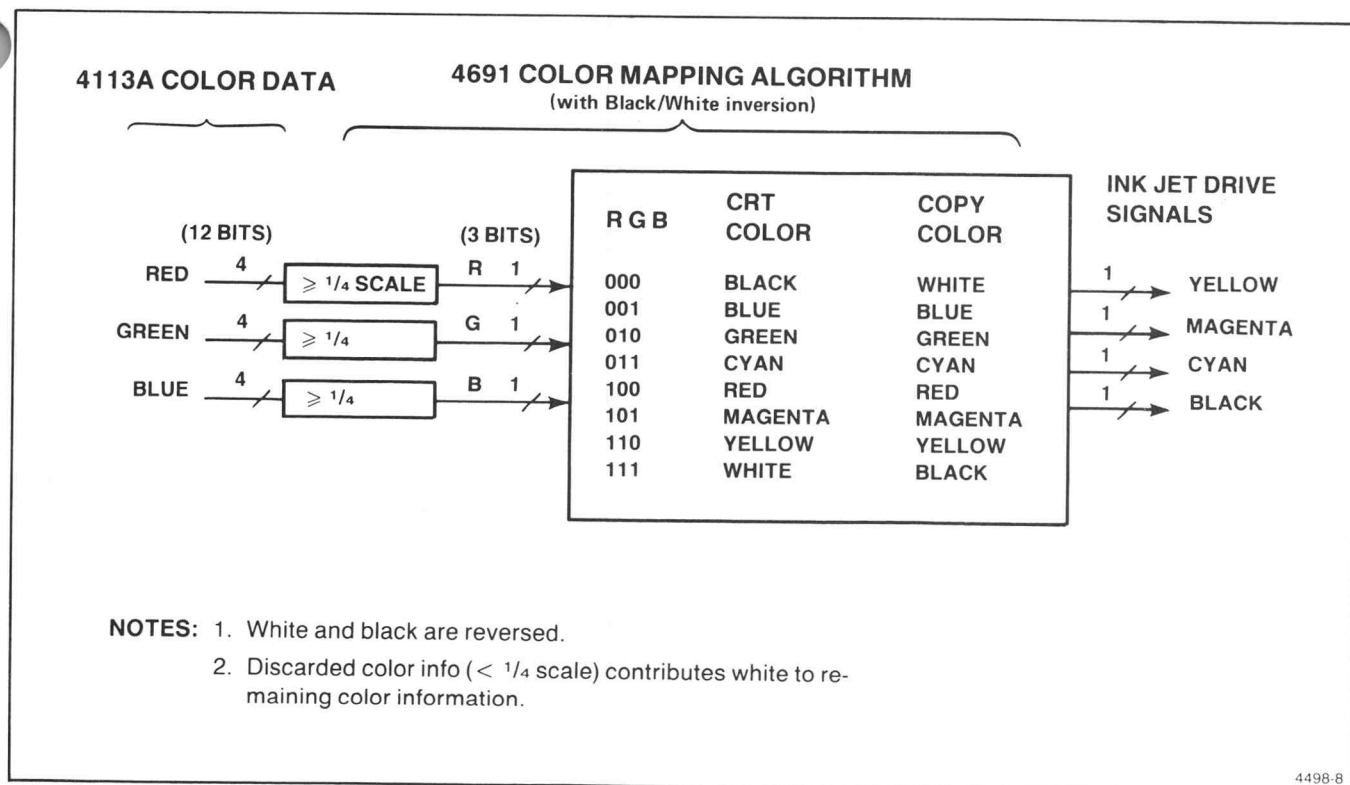 4113A COLOR DATA
4691 COLOR MAPPING ALGORITHM
(with Black/White inversion)
(12 BITS)
(3 BITS)
RED 4 ⩾ 1/4 SCALE R 1
GREEN 4 ⩾ 1/4 G 1
BLUE 4 ⩾ 1/4 B 1
R G B CRT COLOR COPY COLOR
000 BLACK WHITE
001 BLUE BLUE
010 GREEN GREEN
011 CYAN CYAN
100 RED RED
101 MAGENTA MAGENTA
110 YELLOW YELLOW
111 WHITE BLACK
INK JET DRIVE
SIGNALS
1 YELLOW
1 MAGENTA
1 CYAN
1 BLACK
NOTES: 1. White and black are reversed.
2. Discarded color info (< 1/4 scale) contributes white to re-
maining color information.
4498-8